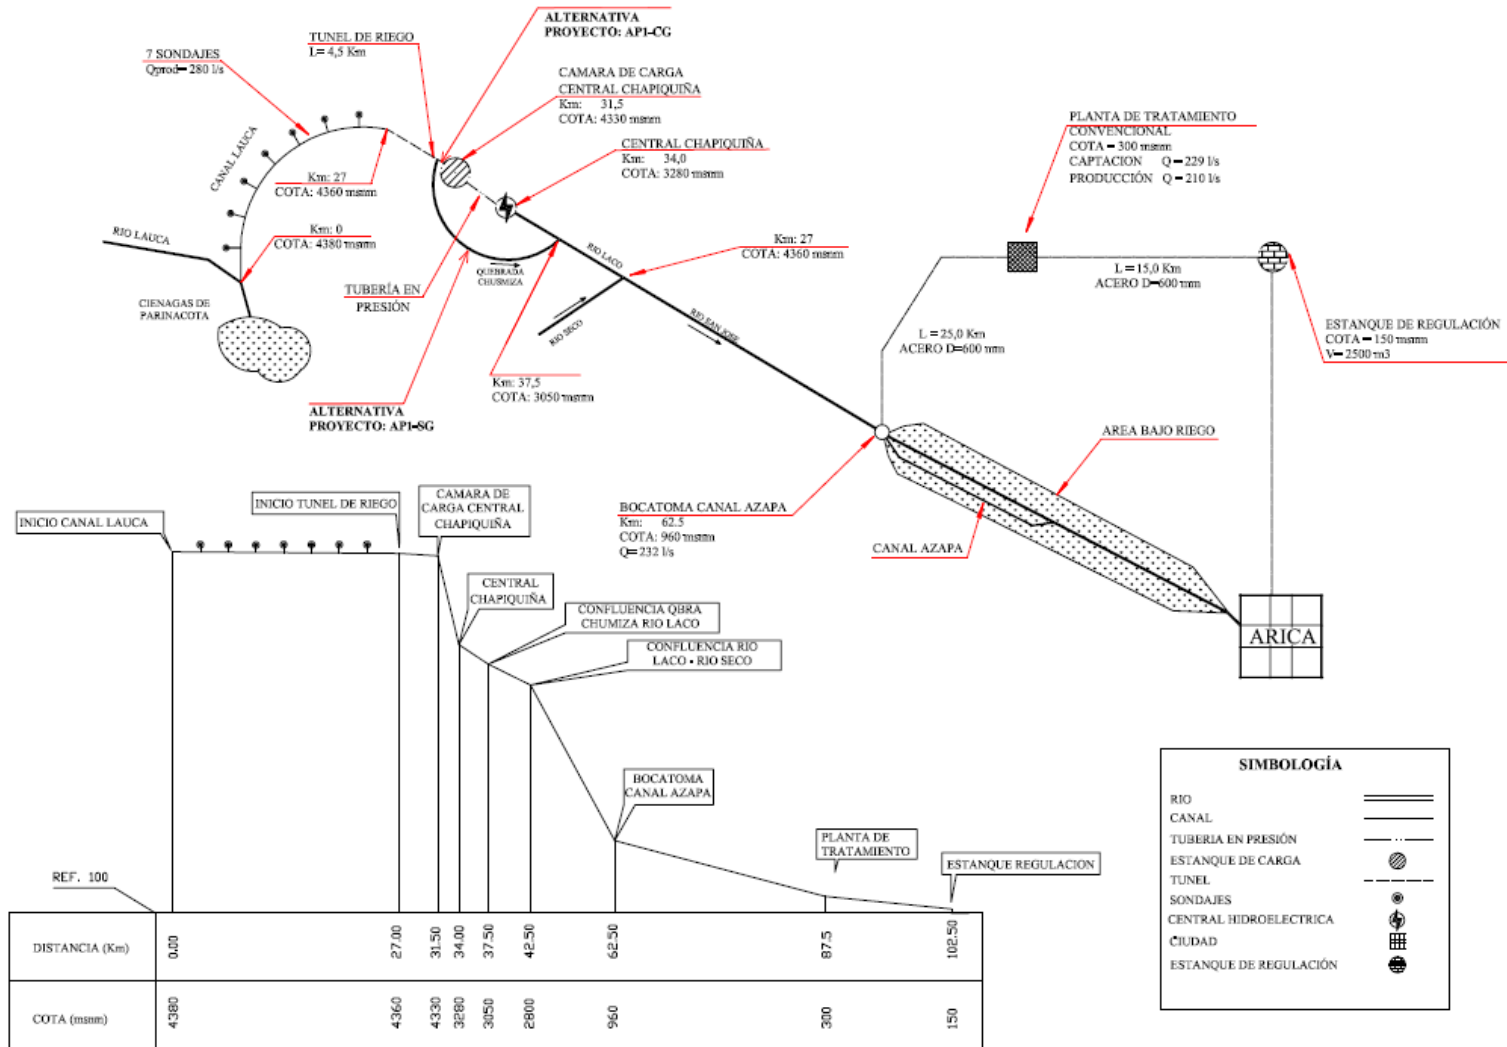 ALTERNATIVA
PROYECTO: AP1-CG
TUNEL DE RIEGO
L= 4,5 Km
7 SONDAJES
Qprod= 280 l/s
CAMARA DE CARGA
CENTRAL CHAPIQUIÑA
Km: 31,5
COTA: 4330 msnm
CENTRAL CHAPIQUIÑA
Km: 34,0
COTA: 3280 msnm
PLANTA DE TRATAMIENTO
CONVENCIONAL
COTA = 300 msnm
CAPTACION Q = 229 l/s
PRODUCCIÓN Q = 210 l/s
CANAL LAUCA
Km: 27
COTA: 4360 msnm
RIO LAUCA
Km: 0
COTA: 4380 msnm
CIENAGAS DE
PARINACOTA
TUBERÍA EN
PRESIÓN
QUEBRADA
CHUSMIZA
RIO LACO
RIO SECO
Km: 27
COTA: 4360 msnm
RIO SAN JOSE
Km: 37,5
COTA: 3050 msnm
ALTERNATIVA
PROYECTO: AP1-SG
L = 25,0 Km
ACERO D=600 mm
L = 15,0 Km
ACERO D=600 mm
ESTANQUE DE REGULACIÓN
COTA = 150 msnm
V= 2500 m3
AREA BAJO RIEGO
BOCATOMA CANAL AZAPA
Km: 62.5
COTA: 960 msnm
Q= 232 l/s
CANAL AZAPA
ARICA
INICIO CANAL LAUCA
INICIO TUNEL DE RIEGO
CAMARA DE
CARGA CENTRAL
CHAPIQUIÑA
CENTRAL
CHAPIQUIÑA
CONFLUENCIA QBRA
CHUMIZA RIO LACO
CONFLUENCIA RIO
LACO - RIO SECO
BOCATOMA
CANAL AZAPA
PLANTA DE
TRATAMIENTO
ESTANQUE REGULACION
REF. 100
DISTANCIA (Km) 0.00 27.00 31.50 34.00 37.50 42.50 62.50 87.5 102.50
COTA (msnm) 4380 4360 4330 3280 3050 2800 960 300 150
SIMBOLOGÍA
RIO
CANAL
TUBERIA EN PRESIÓN
ESTANQUE DE CARGA
TUNEL
SONDAJES
CENTRAL HIDROELECTRICA
CIUDAD
ESTANQUE DE REGULACIÓN